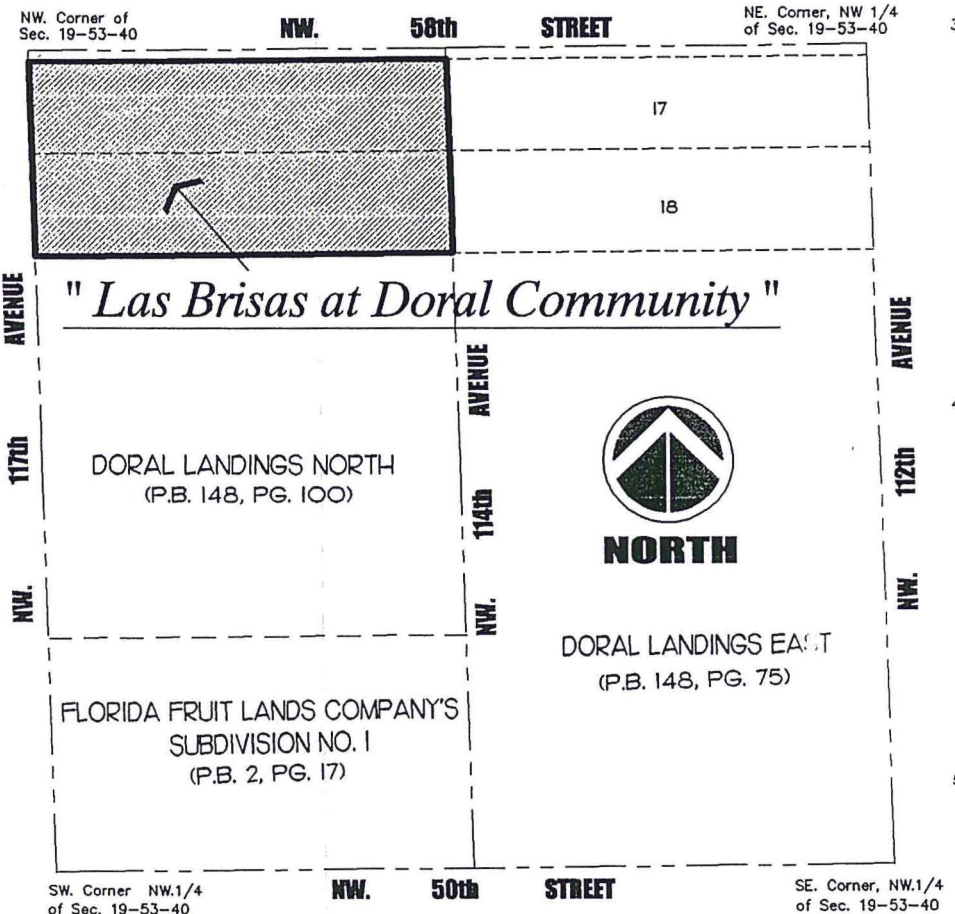 NW. Corner of
Sec. 19-53-40
NW. 58th STREET
NE. Corner, NW 1/4
of Sec. 19-53-40
17
18
" Las Brisas at Doral Community "
NW. 117th AVENUE
NW. 114th AVENUE
NW. 112th AVENUE
DORAL LANDINGS NORTH
(P.B. 148, PG. 100)
NORTH
DORAL LANDINGS EAST
(P.B. 148, PG. 75)
FLORIDA FRUIT LANDS COMPANY'S
SUBDIVISION NO. 1
(P.B. 2, PG. 17)
SW. Corner NW.1/4
of Sec. 19-53-40
NW. 50th STREET
SE. Corner, NW.1/4
of Sec. 19-53-40